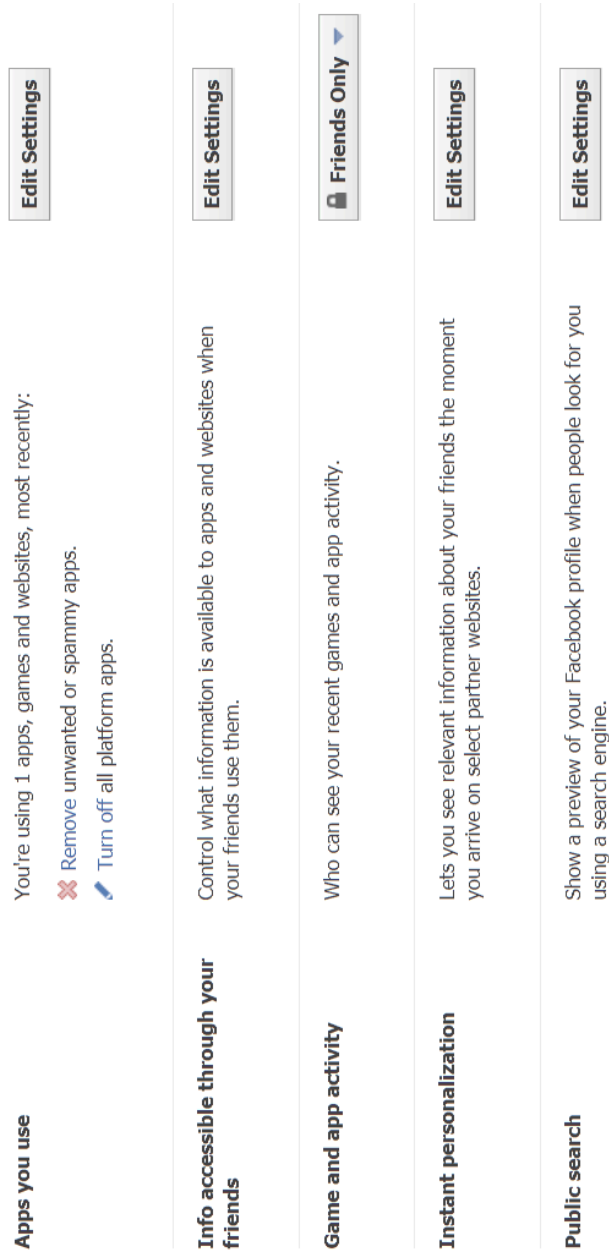 Apps you use
You're using 1 apps, games and websites, most recently:
Remove unwanted or spammy apps.
Turn off all platform apps.
Edit Settings
Info accessible through your
friends
Control what information is available to apps and websites when
your friends use them.
Edit Settings
Game and app activity
Who can see your recent games and app activity.
Friends Only
Instant personalization
Lets you see relevant information about your friends the moment
you arrive on select partner websites.
Edit Settings
Public search
Show a preview of your Facebook profile when people look for you
using a search engine.
Edit Settings